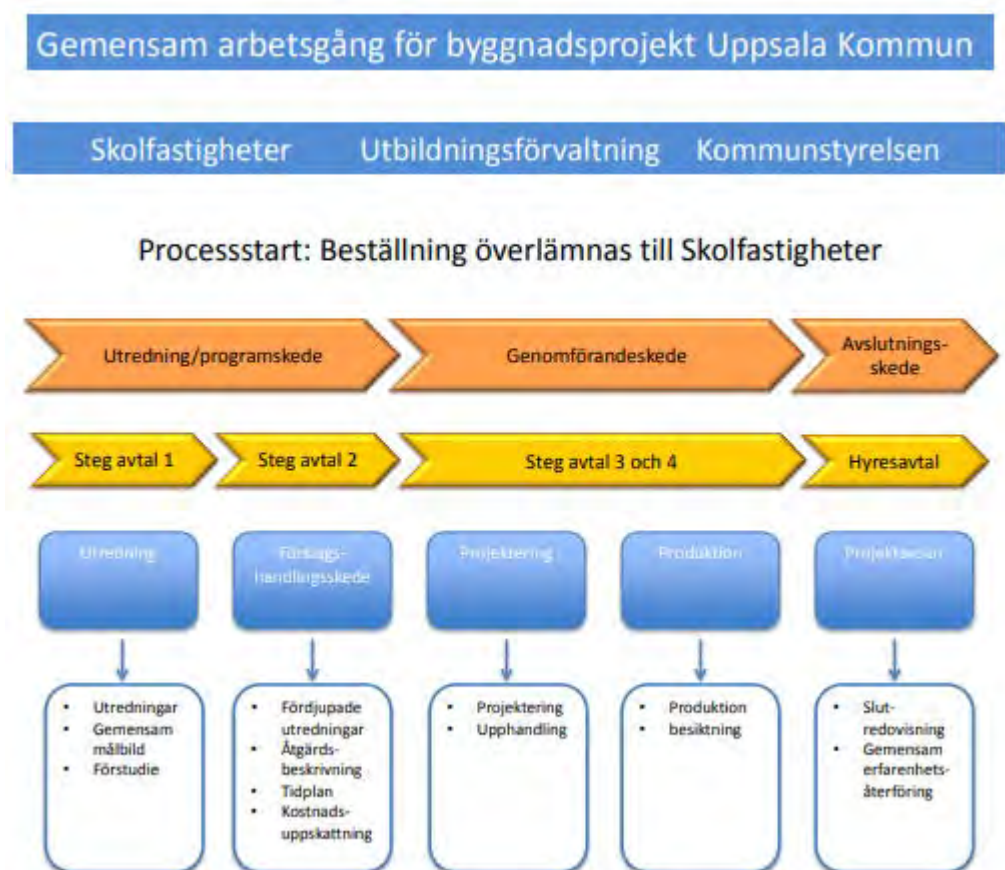 Gemensam arbetsgång för byggnadsprojekt Uppsala Kommun
Skolfastigheter Utbildningsförvaltning Kommunstyrelsen
Processstart: Beställning överlämnas till Skolfastigheter
Utredning/programskede
Genomförandeskede
Avslutnings-
skede
Steg avtal 1
Steg avtal 2
Steg avtal 3 och 4
Hyresavtal
Utredning
Förslags-
handlingsskede
Projektering
Produktion
Projektavslut
• Utredningar
• Gemensam
målbild
• Förstudie
• Fördjupade
utredningar
• Åtgärds-
beskrivning
• Tidplan
• Kostnads-
uppskattning
• Projektering
• Upphandling
• Produktion
• besiktning
• Slut-
redovisning
• Gemensam
erfarenhets-
återföring